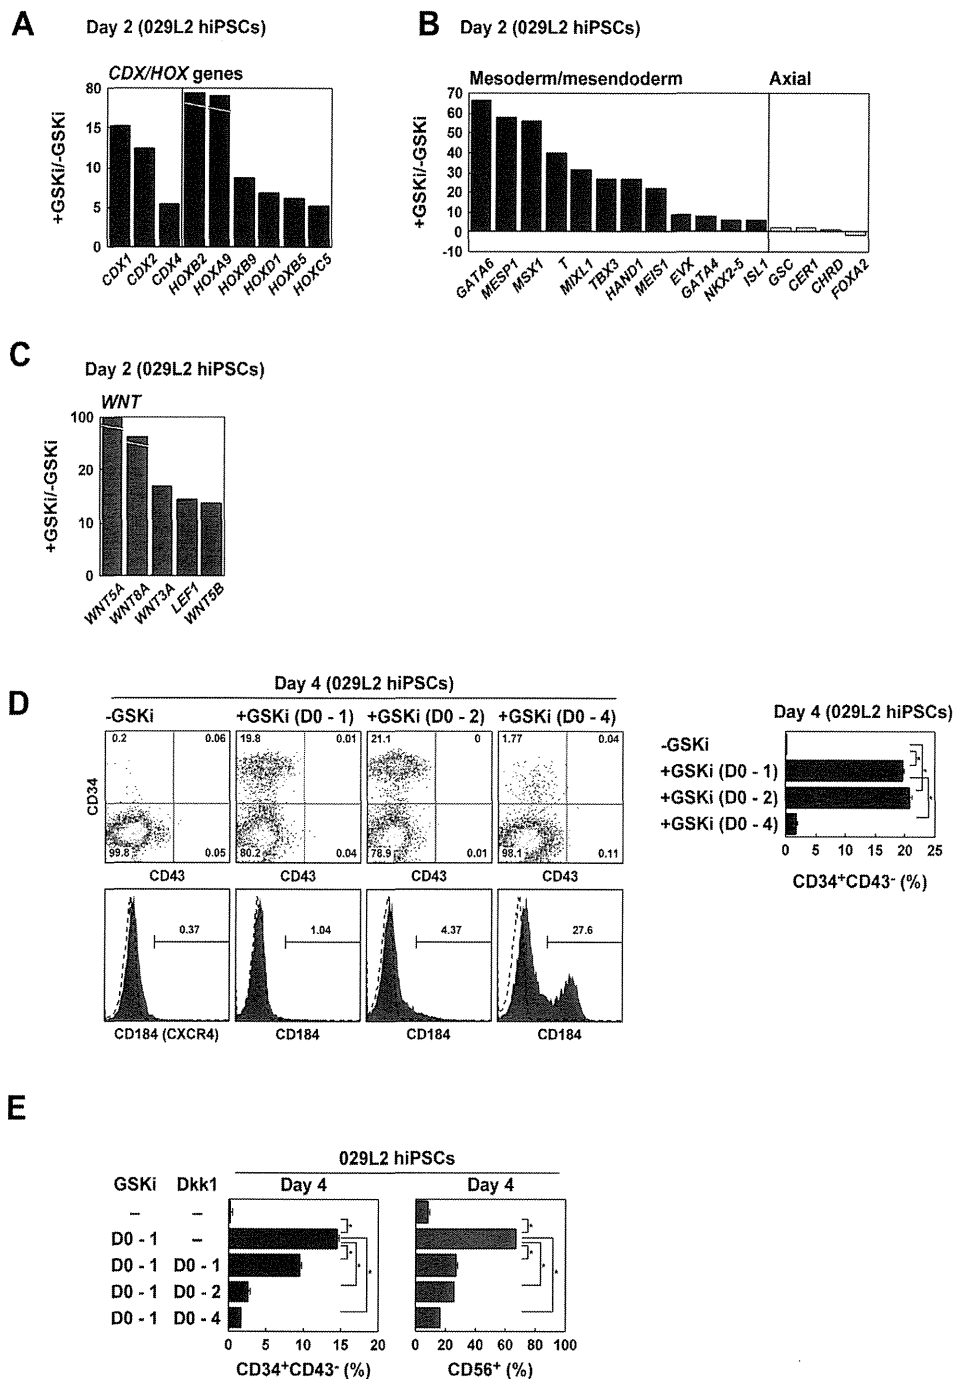 A
Day 2 (029L2 hiPSCs)
CDX/HOX genes
+GSKi/-GSKi
80
15
10
5
0
CDX1
CDX2
CDX4
HOXB2
HOXA9
HOXB9
HOXD1
HOXB5
HOXC5
B
Day 2 (029L2 hiPSCs)
Mesoderm/mesendoderm
Axial
+GSKi/-GSKi
70
60
50
40
30
20
10
0
-10
GATA6
MESP1
MSX1
T
MIXL1
TBX3
HAND1
MEIS1
EVX
GATA4
NKX2-5
ISL1
GSC
CER1
CHRD
FOXA2
C
Day 2 (029L2 hiPSCs)
WNT
+GSKi/-GSKi
100
20
10
0
WNT5A
WNT8A
WNT3A
LEF1
WNT5B
D
Day 4 (029L2 hiPSCs)
-GSKi
+GSKi (D0 - 1)
+GSKi (D0 - 2)
+GSKi (D0 - 4)
0.2 0.06
19.8 0.01
21.1 0
1.77 0.04
CD34
99.8 0.05
80.2 0.04
78.9 0.01
98.1 0.11
CD43
CD43
CD43
CD43
0.37
1.04
4.37
27.6
CD184 (CXCR4)
CD184
CD184
CD184
Day 4 (029L2 hiPSCs)
-GSKi
+GSKi (D0 - 1)
+GSKi (D0 - 2)
+GSKi (D0 - 4)
* * *
0 5 10 15 20 25
CD34+CD43- (%)
E
029L2 hiPSCs
GSKi Dkk1
Day 4
Day 4
– –
D0 - 1 –
D0 - 1 D0 - 1
D0 - 1 D0 - 2
D0 - 1 D0 - 4
* * * *
* * * *
0 5 10 15 20
CD34+CD43- (%)
0 20 40 60 80 100
CD56+ (%)